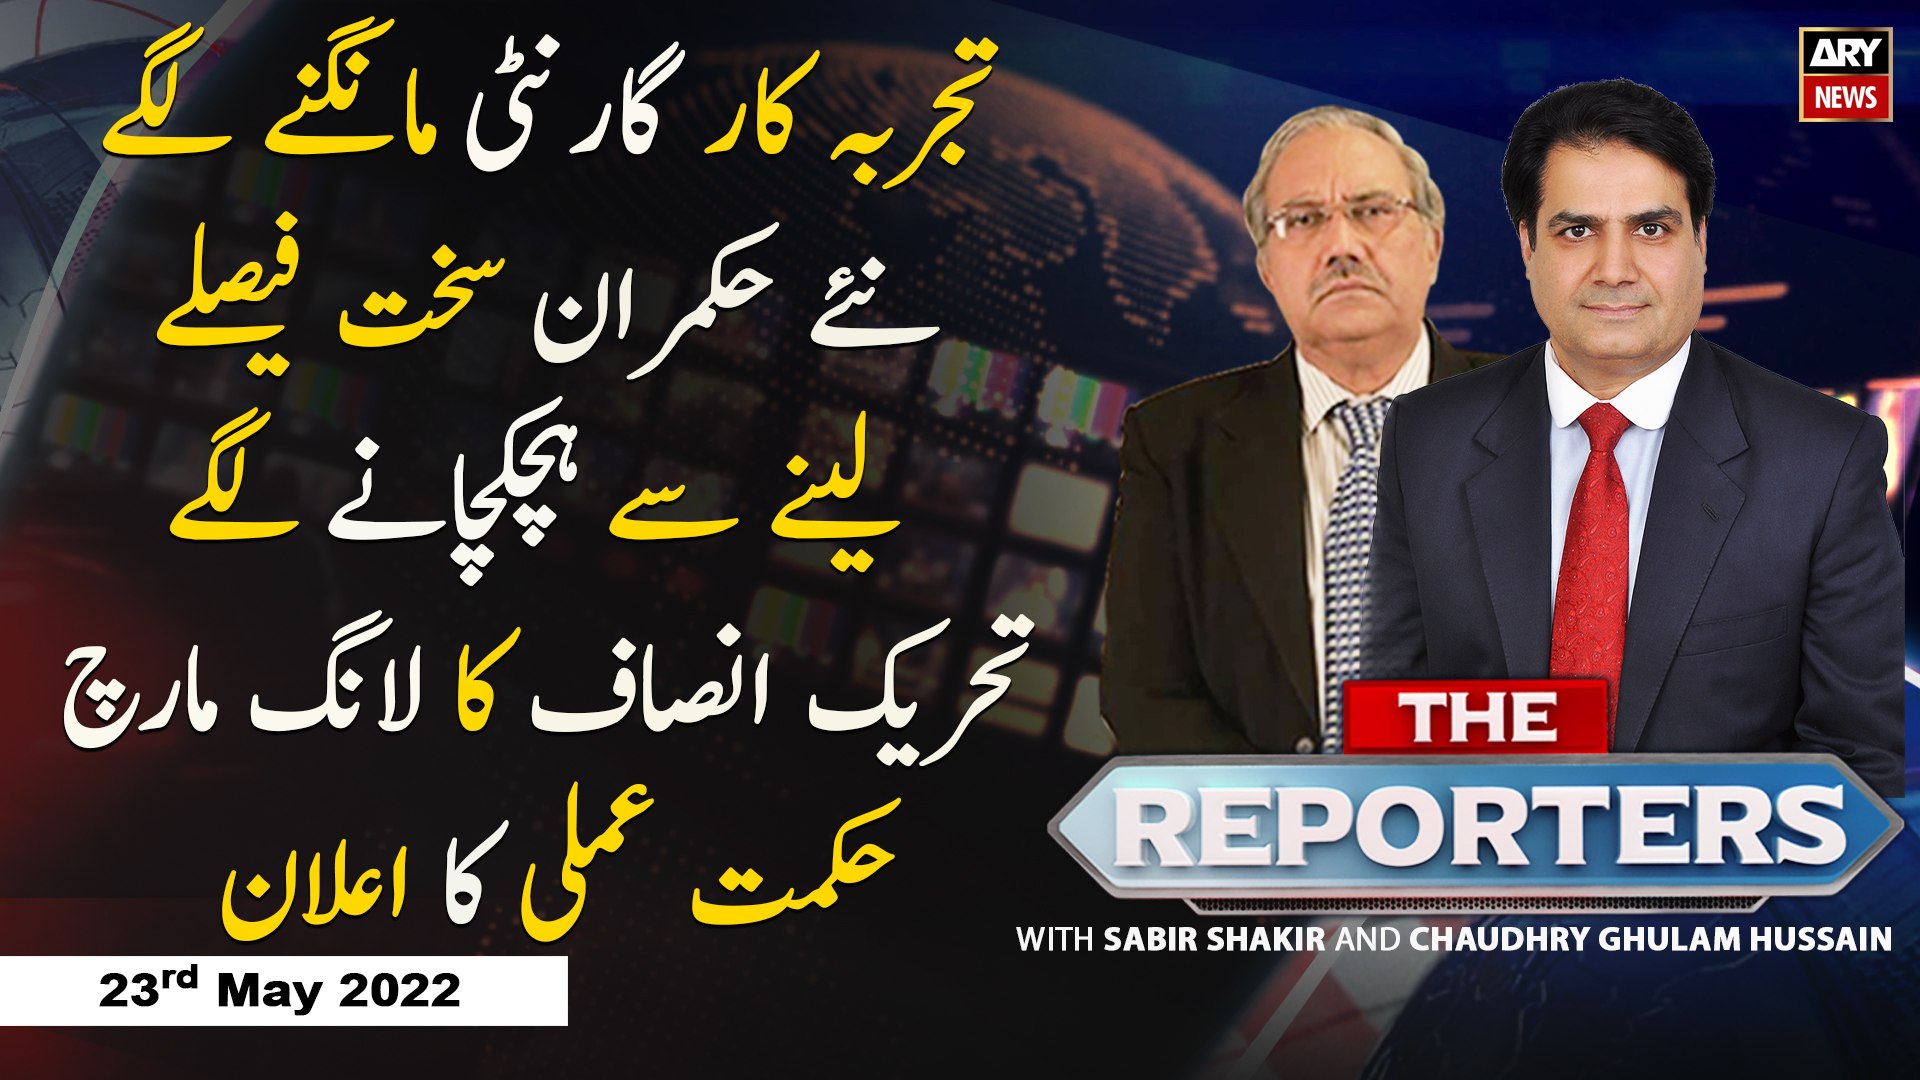 تجربہ کار گارنٹی مانگنے لگے
نئے حکمران سخت فیصلے
لینے سے ہچکچانے لگے
تحریک انصاف کا لانگ مارچ
حکمت عملی کا اعلان
23rd May 2022
ARY
NEWS
THE
REPORTERS
WITH SABIR SHAKIR AND CHAUDHRY GHULAM HUSSAIN